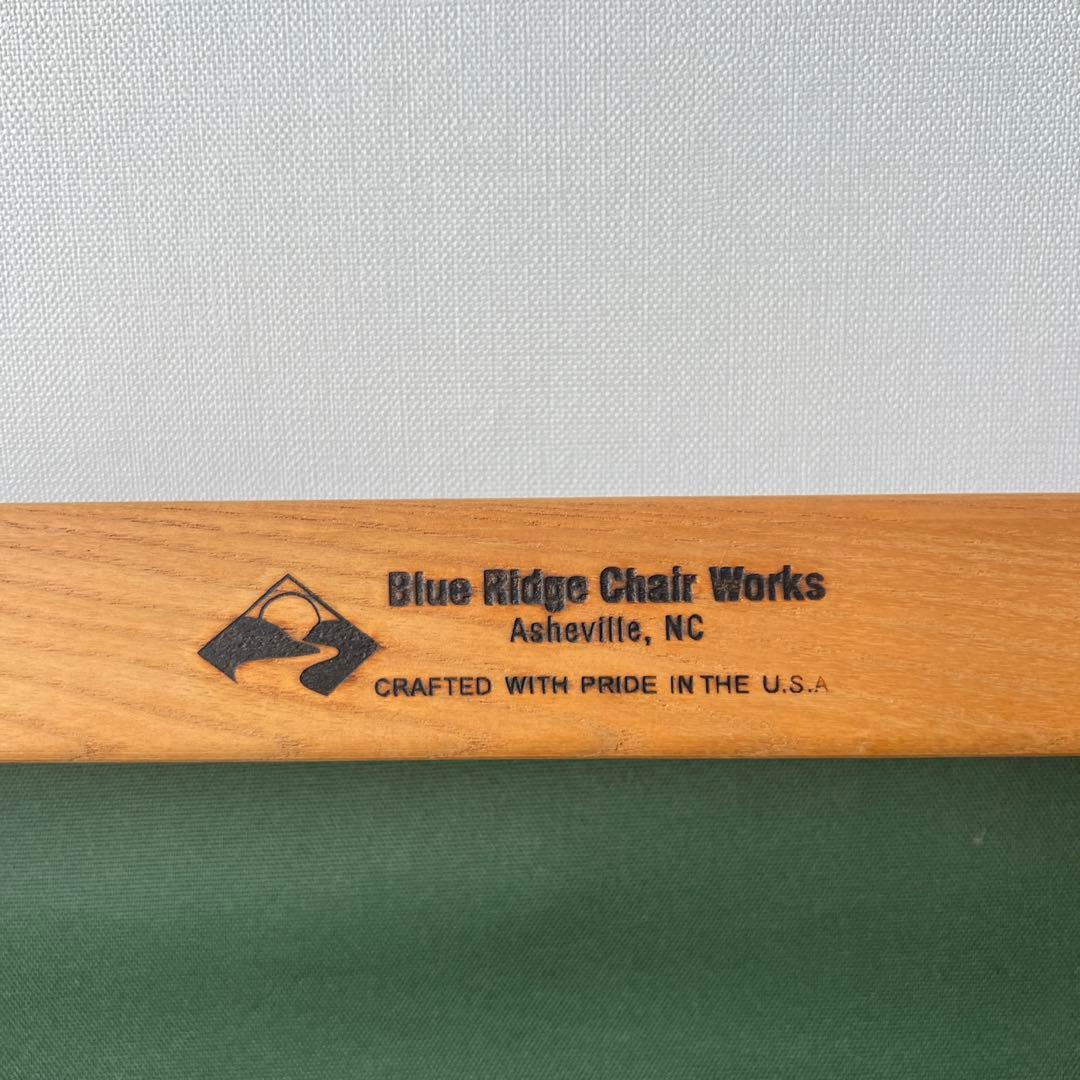 Blue Ridge Chair Works
Asheville, NC
CRAFTED WITH PRIDE IN THE U.S.A